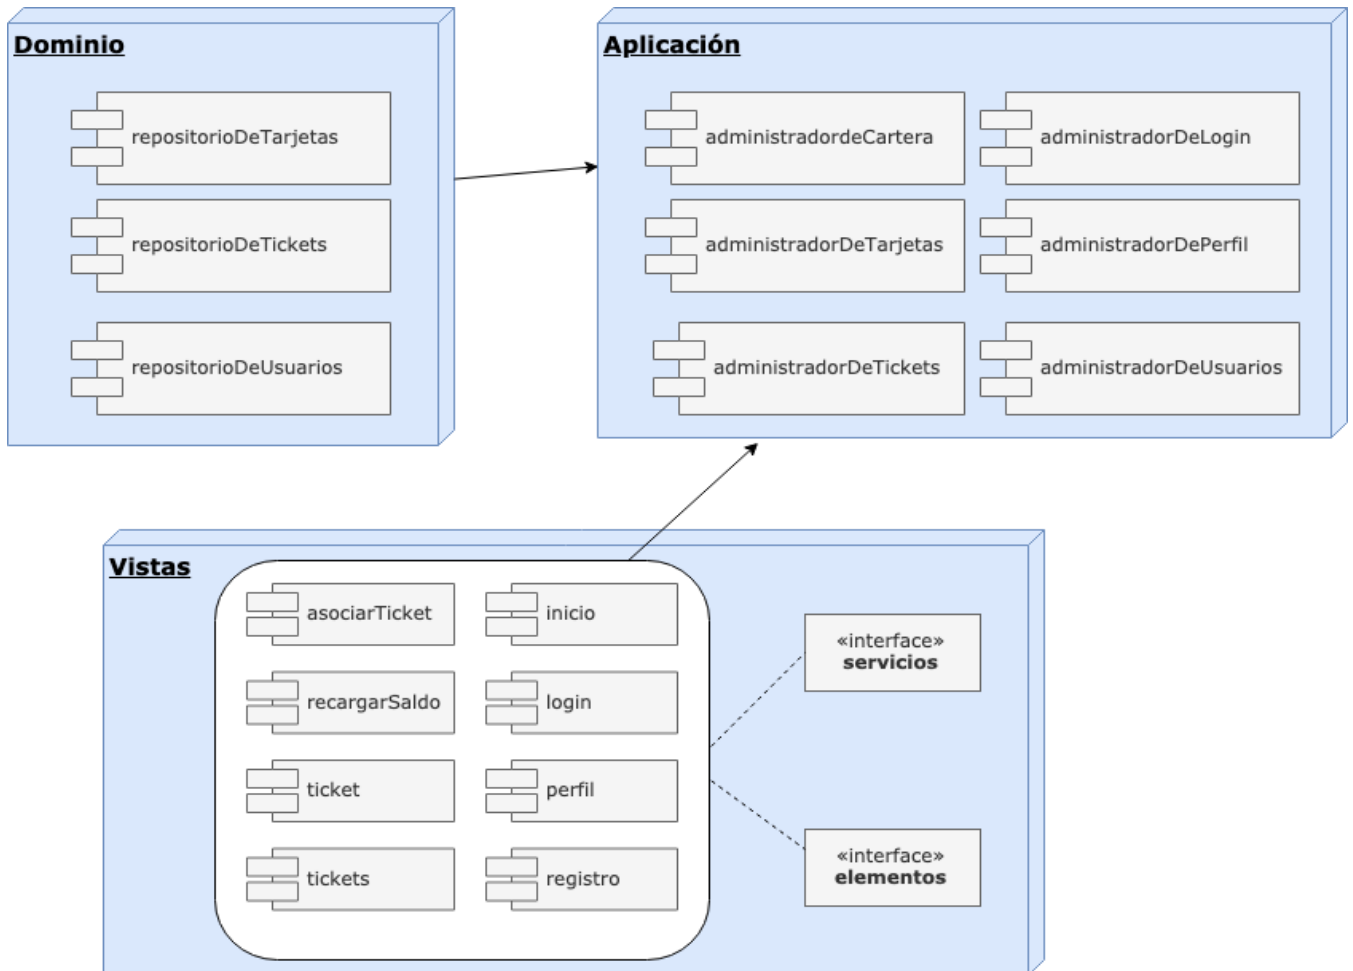 Dominio
repositorioDeTarjetas
repositorioDeTickets
repositorioDeUsuarios
Aplicación
administradordeCartera
administradorDeLogin
administradorDeTarjetas
administradorDePerfil
administradorDeTickets
administradorDeUsuarios
Vistas
asociarTicket
inicio
recargarSaldo
login
ticket
perfil
tickets
registro
«interface»
servicios
«interface»
elementos